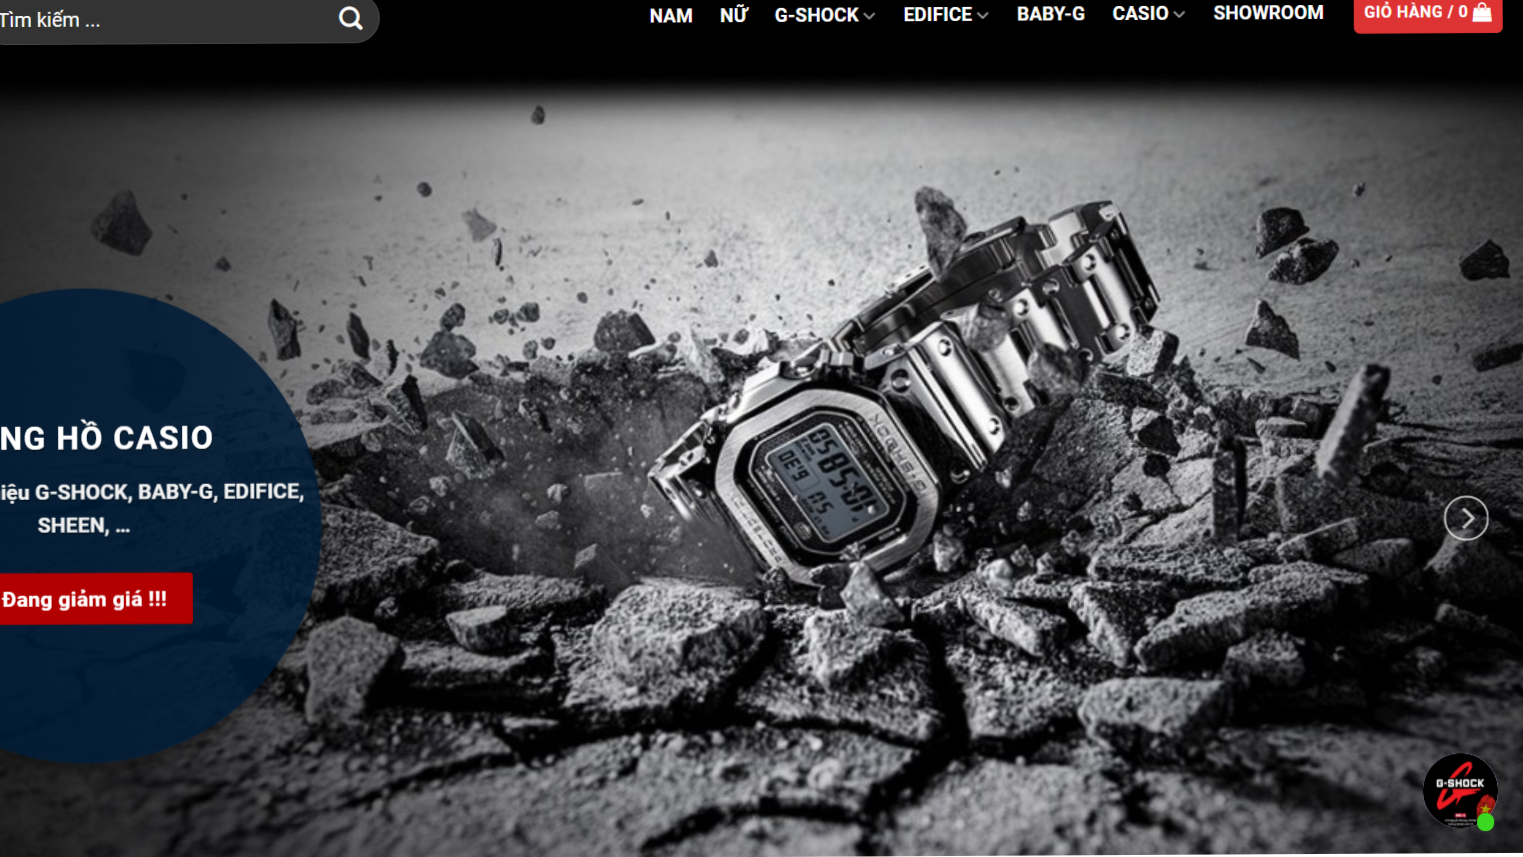 Tìm kiếm ...
NAM NỮ G-SHOCK EDIFICE BABY-G CASIO SHOWROOM GIỎ HÀNG / 0
NG HỒ CASIO
iệu G-SHOCK, BABY-G, EDIFICE,
SHEEN, ...
Đang giảm giá !!!
G-SHOCK
G-SHOCK